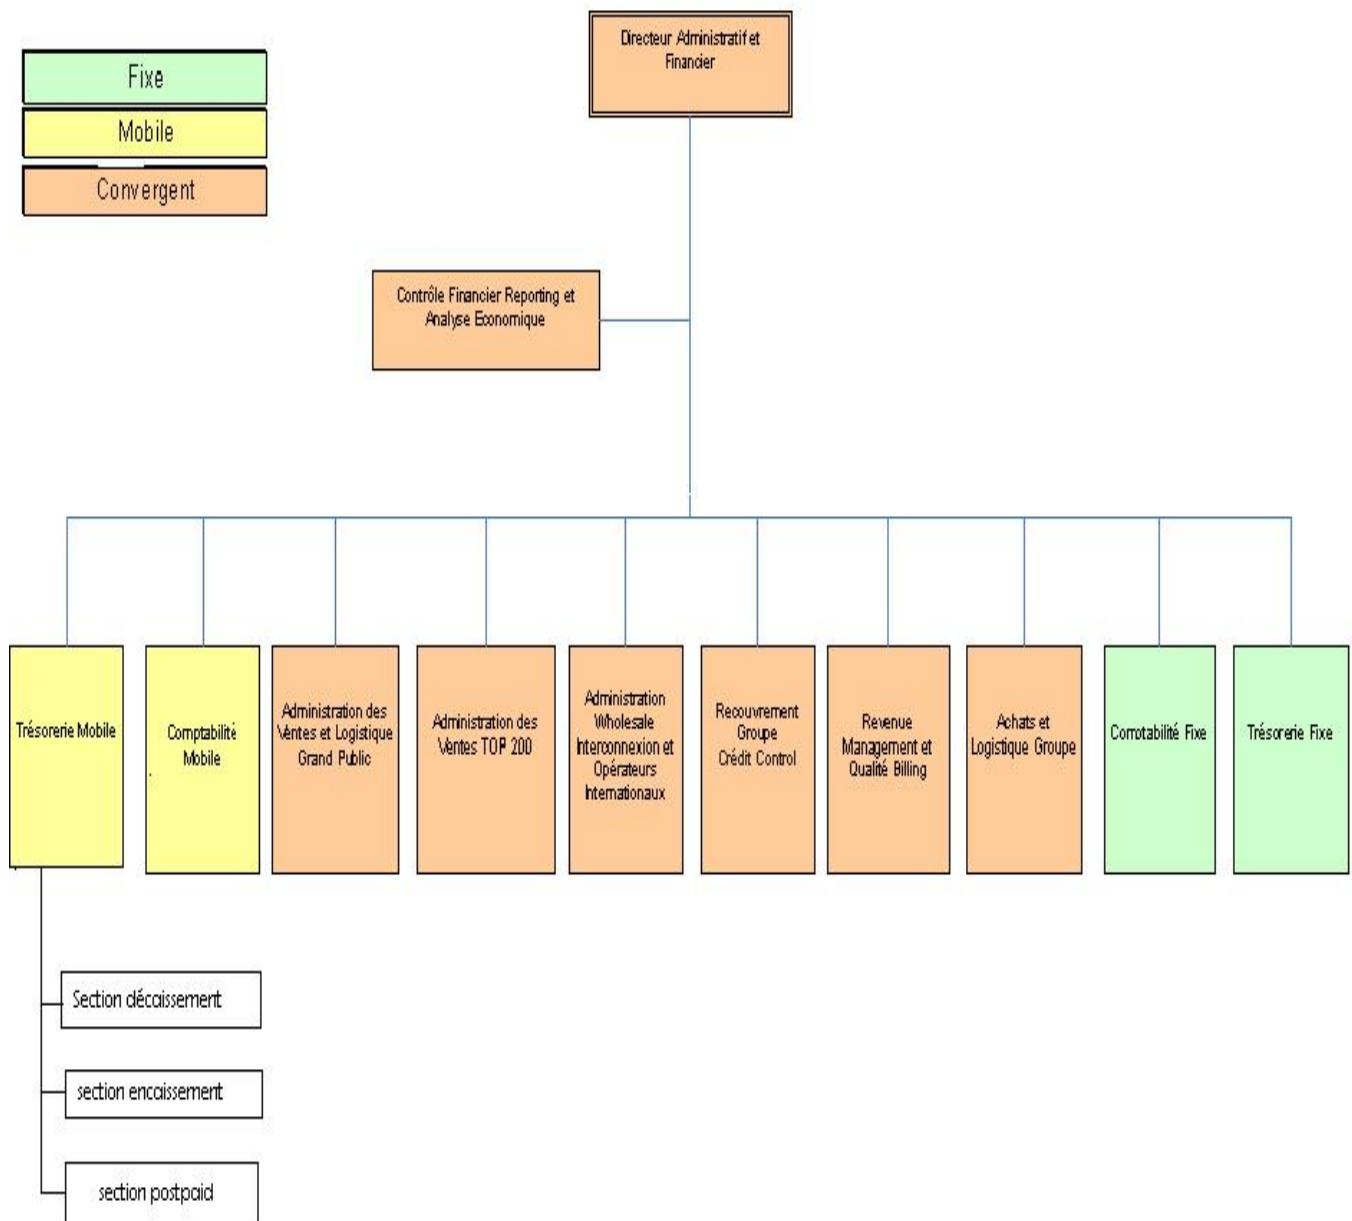 Directeur Administratif et
Financier
Fixe
Mobile
Convergent
Contrôle Financier Reporting et
Analyse Economique
Trésorerie Mobile
Comptabilité
Mobile
Administration des
Ventes et Logistique
Grand Public
Administration des
Ventes TOP 200
Administration
Wholesale
Interconnexion et
Opérateurs
Internationaux
Recouvrement
Groupe
Crédit Control
Revenue
Management et
Qualité Billing
Achats et
Logistique Groupe
Comptabilité Fixe
Trésorerie Fixe
Section décaissement
section encaissement
section postpaid